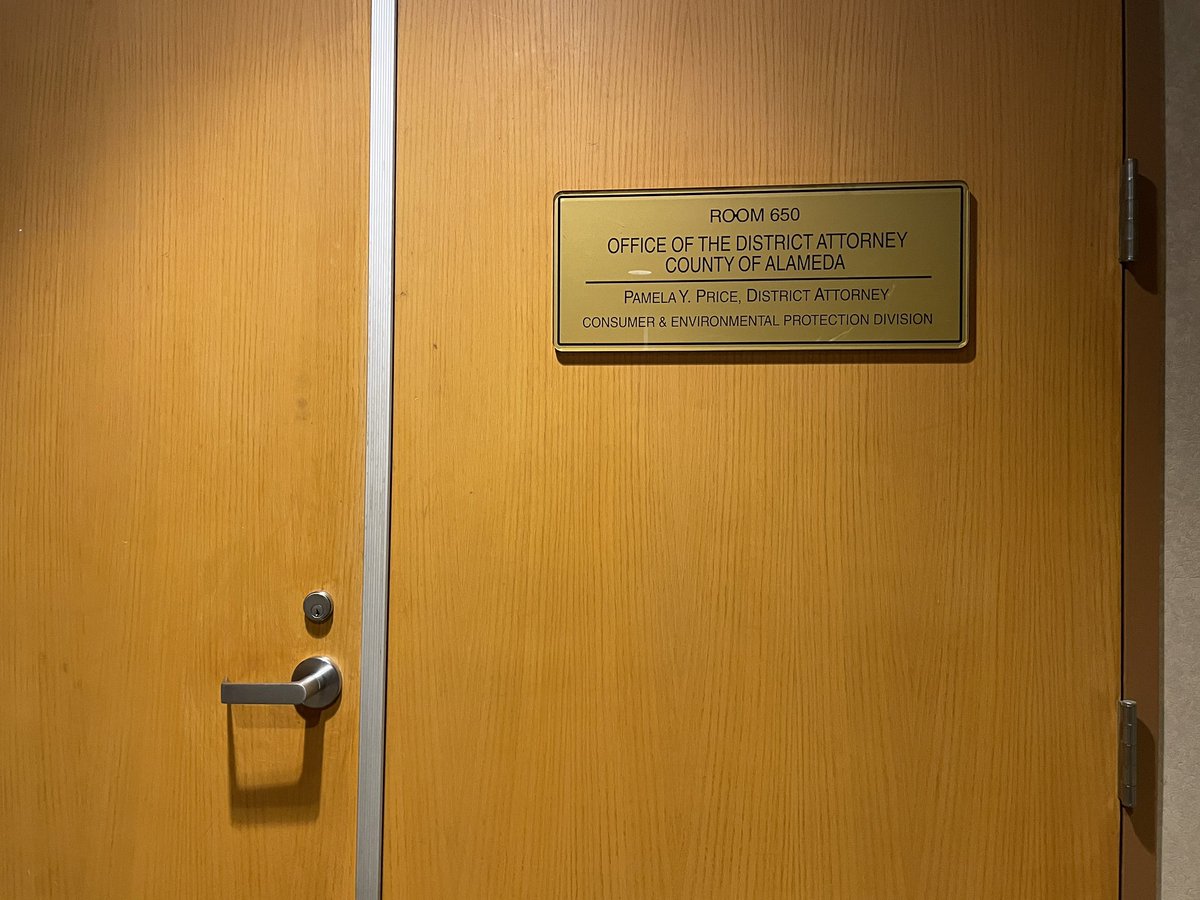 ROOM 650
OFFICE OF THE DISTRICT ATTORNEY
COUNTY OF ALAMEDA
PAMELA Y. PRICE, DISTRICT ATTORNEY
CONSUMER & ENVIRONMENTAL PROTECTION DIVISION